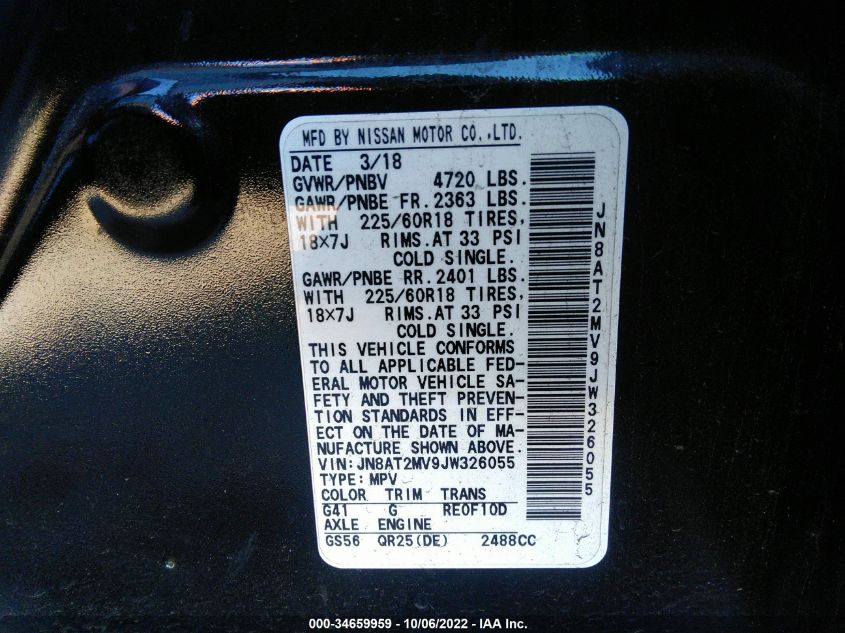 MFD BY NISSAN MOTOR CO.,LTD.
DATE 3/18
GVWR/PNBV 4720 LBS.
GAWR/PNBE FR. 2363 LBS.
WITH 225/60R18 TIRES,
18×7J RIMS.AT 33 PSI
COLD SINGLE.
GAWR/PNBE RR. 2401 LBS.
WITH 225/60R18 TIRES,
18×7J RIMS.AT 33 PSI
COLD SINGLE.
THIS VEHICLE CONFORMS
TO ALL APPLICABLE FED-
ERAL MOTOR VEHICLE SA-
FETY AND THEFT PREVEN-
TION STANDARDS IN EFF-
ECT ON THE DATE OF MA-
NUFACTURE SHOWN ABOVE.
VIN:JN8AT2MV9JW326055
TYPE:MPV
COLOR TRIM TRANS
G41 G RE0F10D
AXLE ENGINE
GS56 QR25(DE) 2488CC
JN8AT2MV9JW326055
000-34659959 - 10/06/2022 - IAA Inc.